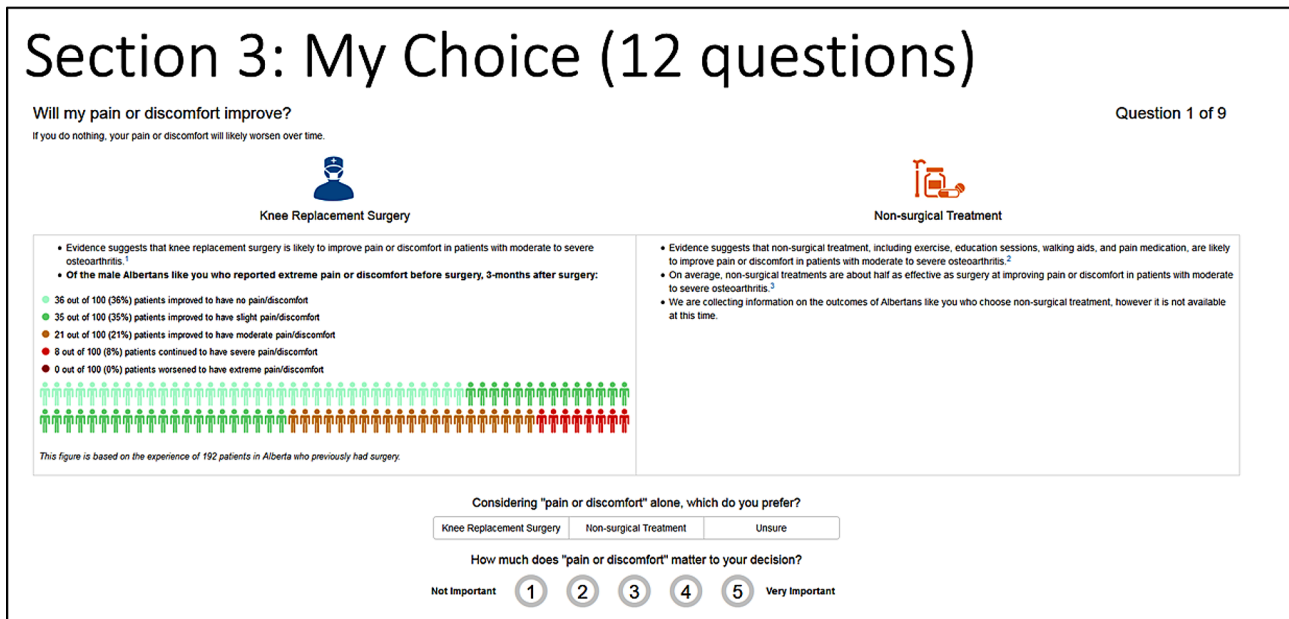 Section 3: My Choice (12 questions)
Will my pain or discomfort improve?
Question 1 of 9
If you do nothing, your pain or discomfort will likely worsen over time.
Knee Replacement Surgery
• Evidence suggests that knee replacement surgery is likely to improve pain or discomfort in patients with moderate to severe
osteoarthritis.1
• Of the male Albertans like you who reported extreme pain or discomfort before surgery, 3-months after surgery:
36 out of 100 (36%) patients improved to have no pain/discomfort
35 out of 100 (35%) patients improved to have slight pain/discomfort
21 out of 100 (21%) patients improved to have moderate pain/discomfort
8 out of 100 (8%) patients continued to have severe pain/discomfort
0 out of 100 (0%) patients worsened to have extreme pain/discomfort
This figure is based on the experience of 192 patients in Alberta who previously had surgery.
Non-surgical Treatment
• Evidence suggests that non-surgical treatment, including exercise, education sessions, walking aids, and pain medication, are likely
to improve pain or discomfort in patients with moderate to severe osteoarthritis.2
• On average, non-surgical treatments are about half as effective as surgery at improving pain or discomfort in patients with moderate
to severe osteoarthritis.3
• We are collecting information on the outcomes of Albertans like you who choose non-surgical treatment, however it is not available
at this time.
Considering "pain or discomfort" alone, which do you prefer?
Knee Replacement Surgery Non-surgical Treatment Unsure
How much does "pain or discomfort" matter to your decision?
Not Important 1 2 3 4 5 Very Important